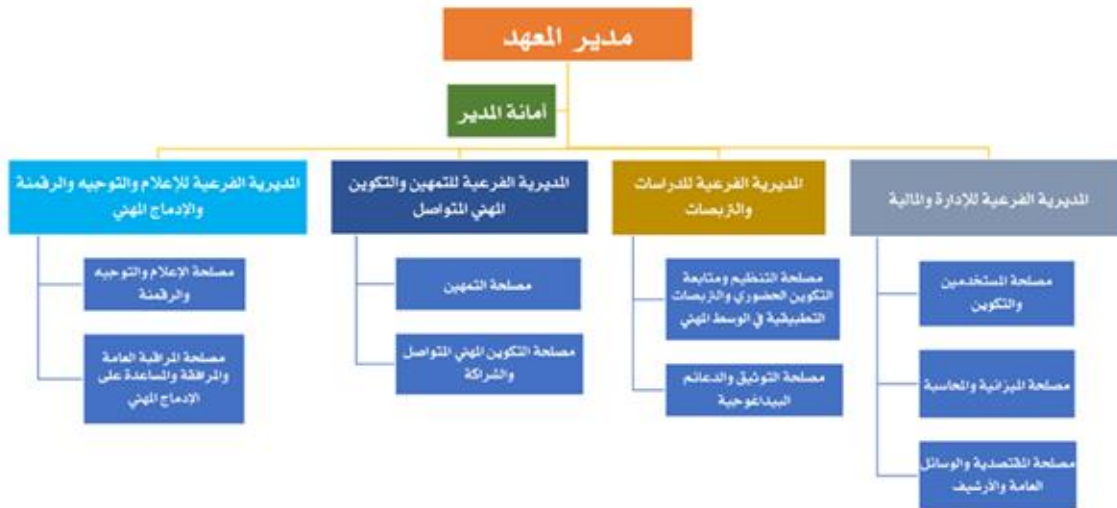 مدير المعهد
أمانة المدير
المديرية الفرعية للإدارة والمالية
مصلحة المستخدمين
والتكوين
مصلحة الميزانية والمحاسبة
مصلحة المقتصدية والوسائل
العامة والأرشيف
المديرية الفرعية للدراسات
والتربصات
مصلحة التنظيم ومتابعة
التكوين الحضوري والتربصات
التطبيقية في الوسط المهني
مصلحة التوثيق والدعائم
البيداغوجية
المديرية الفرعية للتمهين والتكوين
المهني المتواصل
مصلحة التمهين
مصلحة التكوين المهني المتواصل
والشراكة
المديرية الفرعية للإعلام والتوجيه والرقمنة
والإدماج المهني
مصلحة الإعلام والتوجيه
والرقمنة
مصلحة المراقبة العامة
والمرافقة والمساعدة على
الإدماج المهني